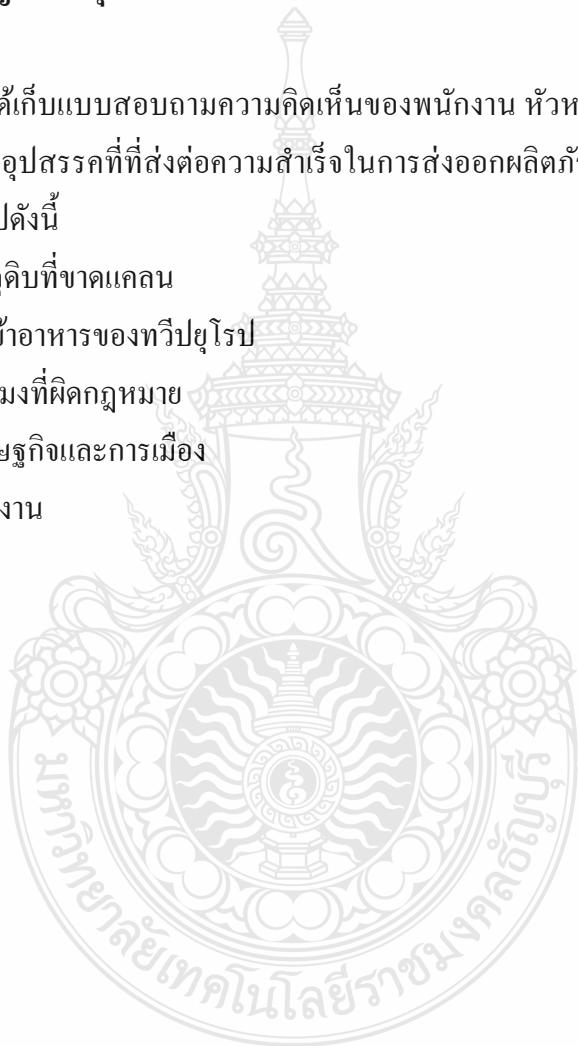 ด้เก็บแบบสอบถามความคิดเห็นของพนักงาน หัวห
อุปสรรคที่ที่ส่งต่อความสำเร็จในการส่งออกผลิตภั
ปดังนี้
ดิบที่ขาดแคลน
ข้าอาหารของทวีปยุโรป
มงที่ผิดกฎหมาย
ษฐกิจและการเมือง
งาน
มหาวิทยาลัยเทคโนโลยีราชมงคลธัญบุรี